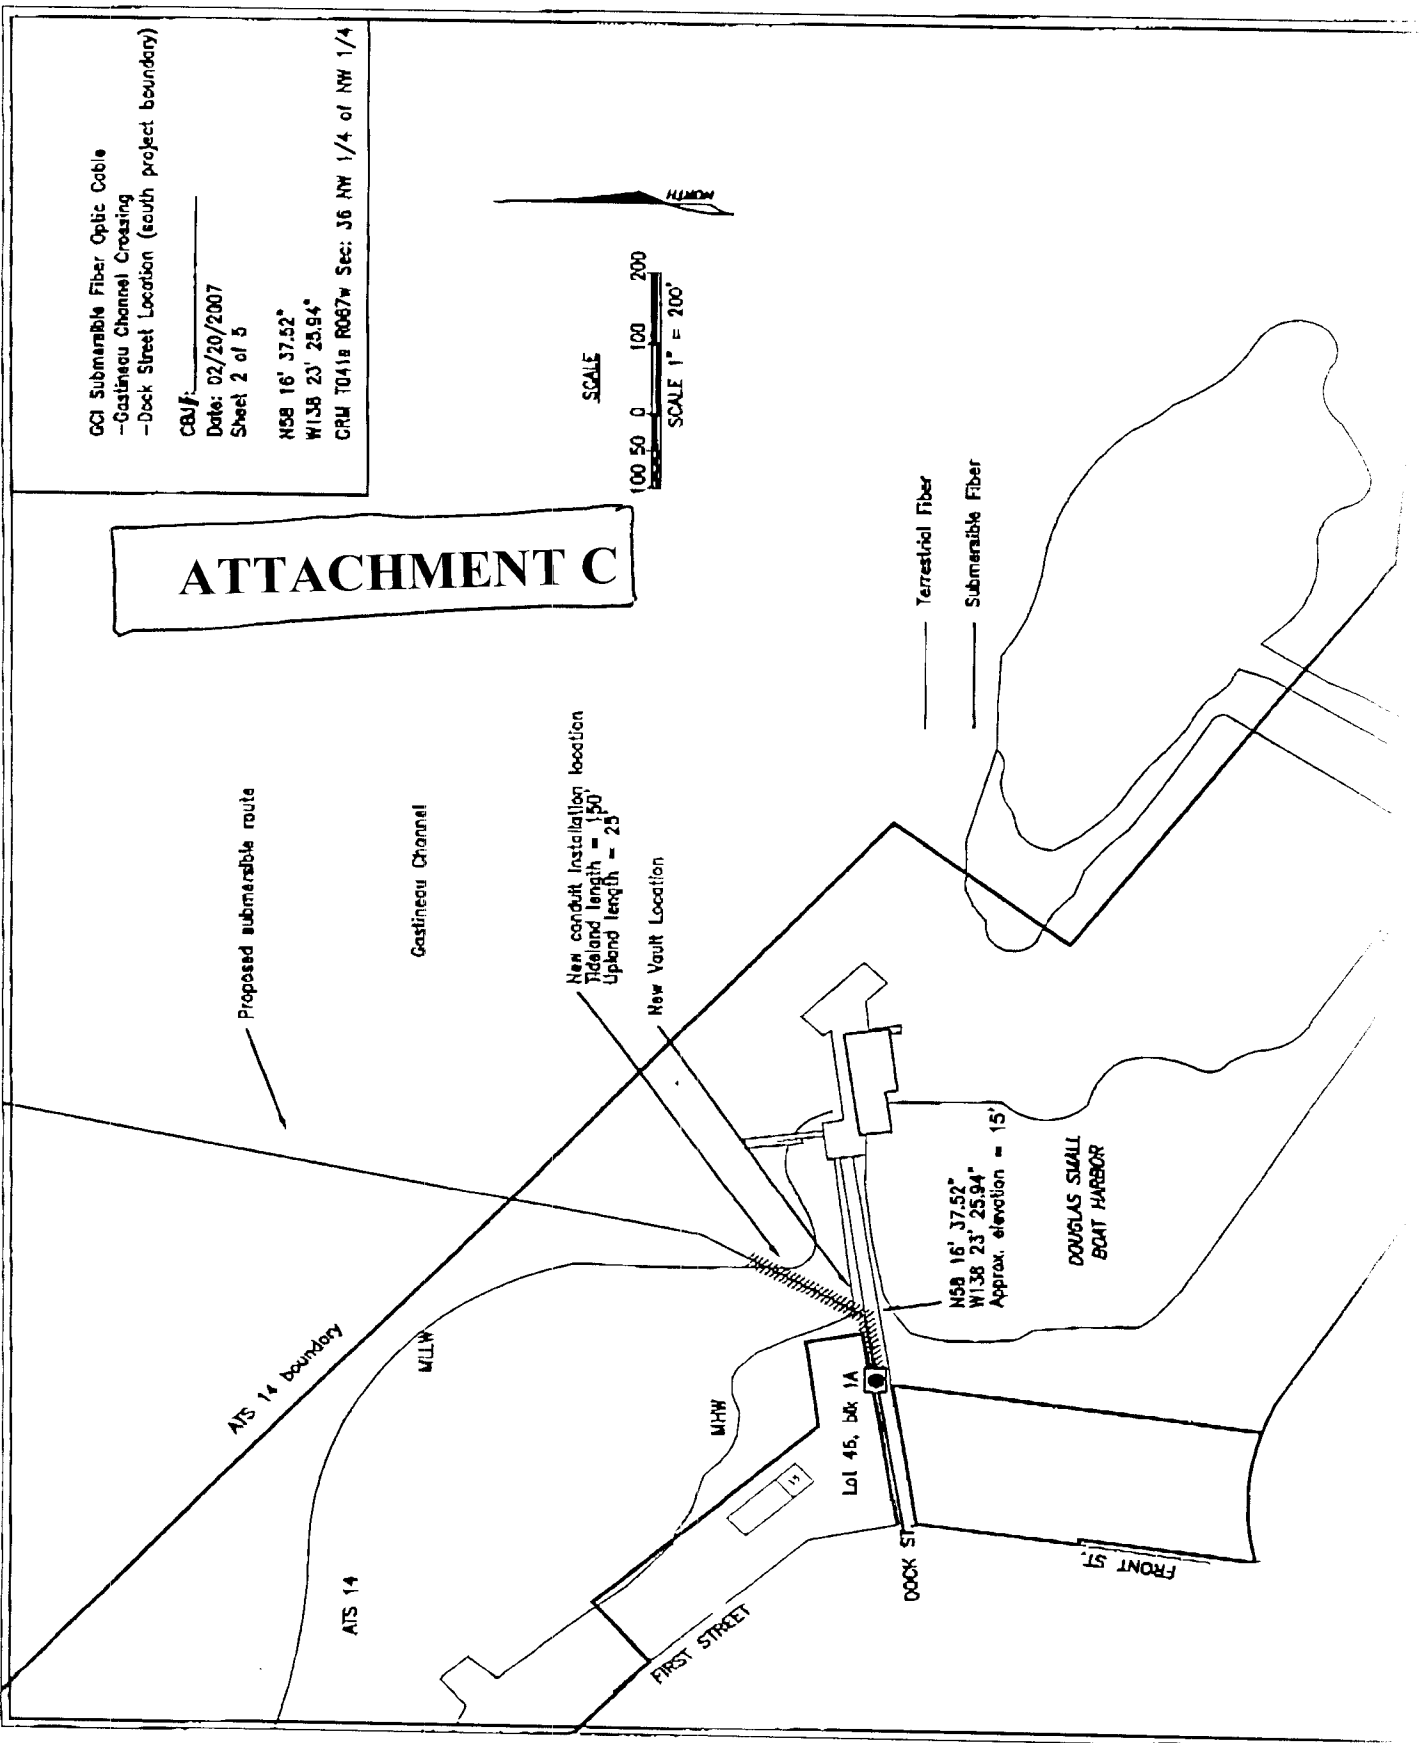 GCI Submersible Fiber Optic Cable
-Gastineau Channel Crossing
-Dock Street Location (south project boundary)
CBJ#:
Date: 02/20/2007
Sheet 2 of 5
N58 16' 37.52"
W138 23' 25.94"
CRM T041s R067w Sec: 36 NW 1/4 of NW 1/4
ATTACHMENT C
NORTH
SCALE
100 50 0 100 200
SCALE 1" = 200'
Proposed submersible route
Gastineau Channel
New conduit installation location
Tideland length = 150'
Upland length = 25'
New Vault Location
Terrestrial Fiber
Submersible Fiber
ATS 14 boundary
MLLW
ATS 14
MHW
Lot 45, blk 1A
N58 16' 37.52"
W138 23' 25.94"
Approx. elevation = 15'
DOUGLAS SMALL
BOAT HARBOR
FIRST STREET
DOCK ST
FRONT ST.